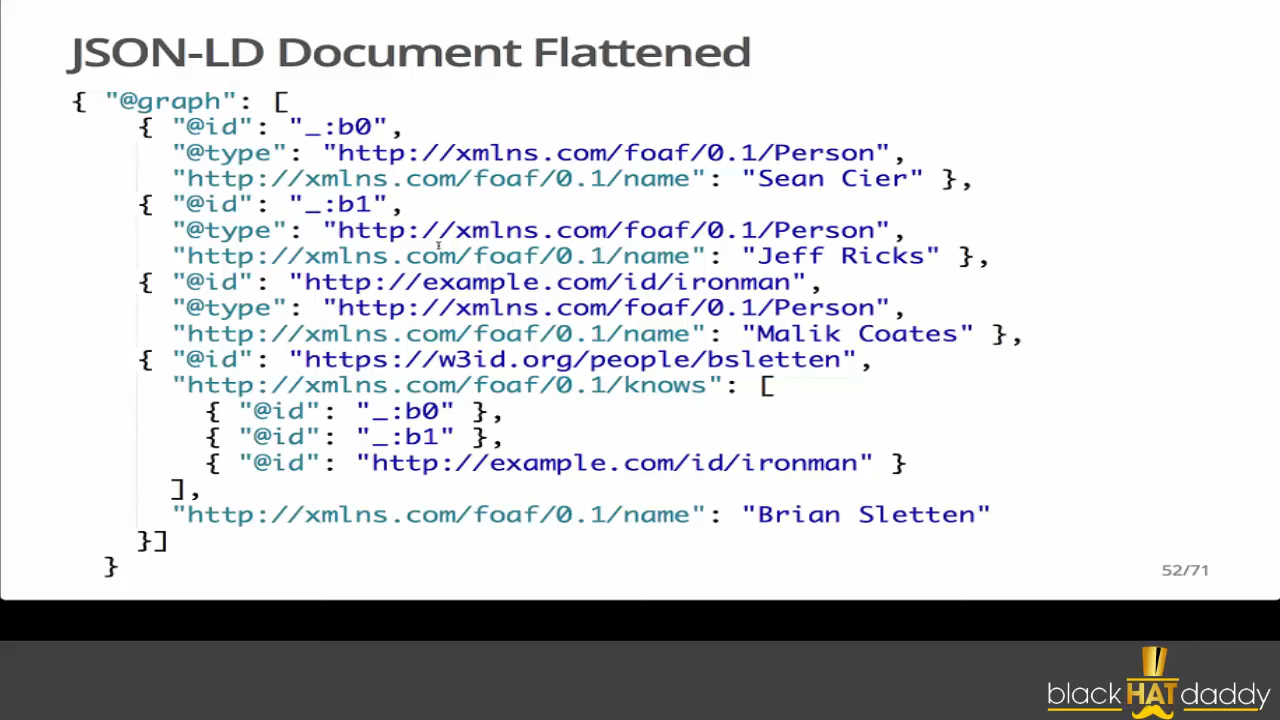 JSON-LD Document Flattened
{ "@graph": [
{ "@id": "_:b0",
"@type": "http://xmlns.com/foaf/0.1/Person",
"http://xmlns.com/foaf/0.1/name": "Sean Cier" },
{ "@id": "_:b1",
"@type": "http://xmlns.com/foaf/0.1/Person",
"http://xmlns.com/foaf/0.1/name": "Jeff Ricks" },
{ "@id": "http://example.com/id/ironman",
"@type": "http://xmlns.com/foaf/0.1/Person",
"http://xmlns.com/foaf/0.1/name": "Malik Coates" },
{ "@id": "https://w3id.org/people/bsletten",
"http://xmlns.com/foaf/0.1/knows": [
{ "@id": "_:b0" },
{ "@id": "_:b1" },
{ "@id": "http://example.com/id/ironman" }
],
"http://xmlns.com/foaf/0.1/name": "Brian Sletten"
}]
}
52/71
blackHATdaddy